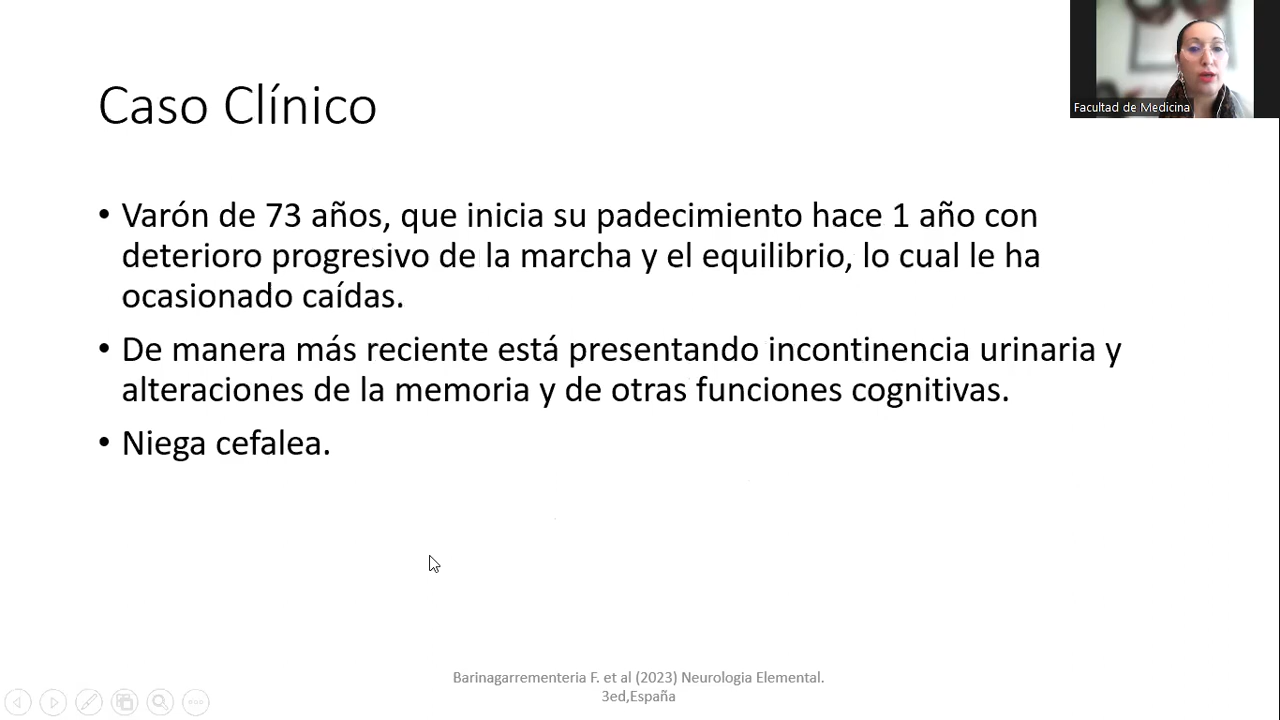 Facultad de Medicina
Caso Clínico
• Varón de 73 años, que inicia su padecimiento hace 1 año con
deterioro progresivo de la marcha y el equilibrio, lo cual le ha
ocasionado caídas.
• De manera más reciente está presentando incontinencia urinaria y
alteraciones de la memoria y de otras funciones cognitivas.
• Niega cefalea.
Barinagarrementeria F. et al (2023) Neurologia Elemental.
3ed,España